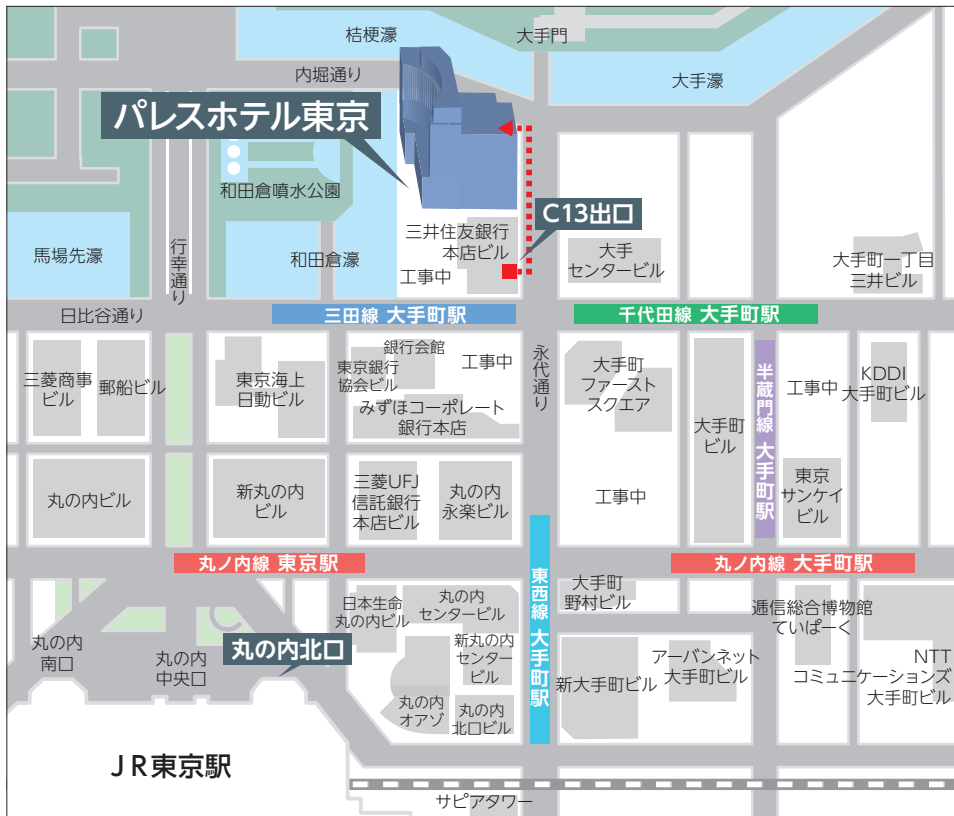 桔梗濠
大手門
内堀通り
大手濠
パレスホテル東京
和田倉噴水公園
C13出口
三井住友銀行
本店ビル
工事中
大手
センタービル
大手町一丁目
三井ビル
馬場先濠
行幸通り
和田倉濠
日比谷通り
三田線 大手町駅
千代田線 大手町駅
三菱商事
ビル
郵船ビル
東京海上
日動ビル
東京銀行
協会ビル
銀行会館
工事中
みずほコーポレート
銀行本店
永代通り
大手町
ファースト
スクエア
大手町
ビル
半蔵門線 大手町駅
工事中
KDDI
大手町ビル
丸の内ビル
新丸の内
ビル
三菱UFJ
信託銀行
本店ビル
丸の内
永楽ビル
工事中
東京
サンケイ
ビル
丸ノ内線 東京駅
東西線 大手町駅
丸ノ内線 大手町駅
丸の内
南口
丸の内
中央口
丸の内北口
日本生命
丸の内ビル
丸の内
センタービル
新丸の内
センター
ビル
丸の内
オアゾ
丸の内
北口ビル
大手町
野村ビル
新大手町ビル
アーバンネット
大手町ビル
逓信総合博物館
ていぱーく
NTT
コミュニケーションズ
大手町ビル
JR東京駅
サピアタワー